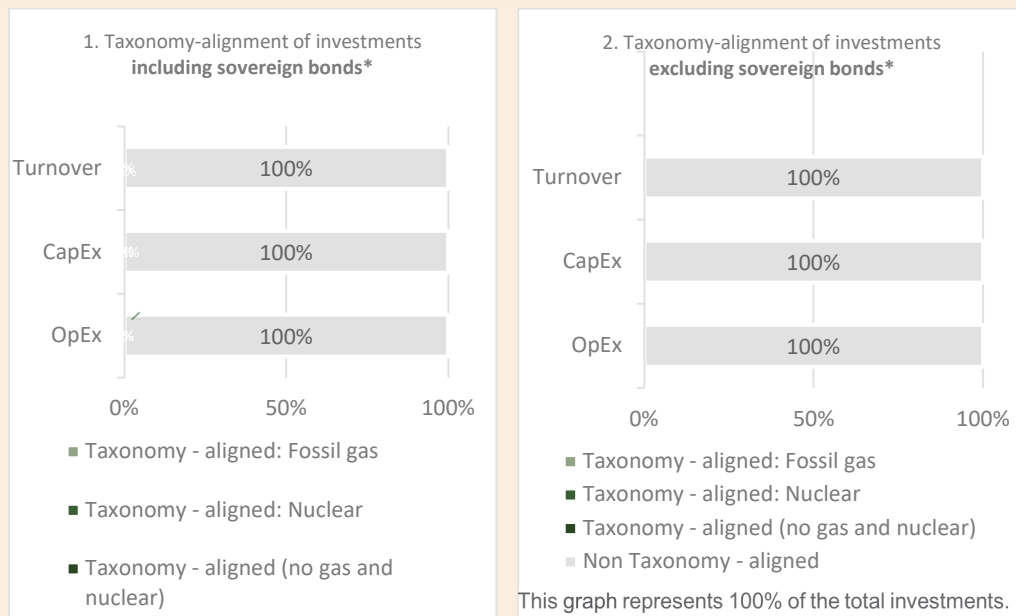 1. Taxonomy-alignment of investments
including sovereign bonds*
Turnover
100%
CapEx
100%
OpEx
100%
0% 50% 100%
Taxonomy - aligned: Fossil gas
Taxonomy - aligned: Nuclear
Taxonomy - aligned (no gas and
nuclear)
2. Taxonomy-alignment of investments
excluding sovereign bonds*
Turnover
100%
CapEx
100%
OpEx
100%
0% 50% 100%
Taxonomy - aligned: Fossil gas
Taxonomy - aligned: Nuclear
Taxonomy - aligned (no gas and nuclear)
Non Taxonomy - aligned
This graph represents 100% of the total investments.